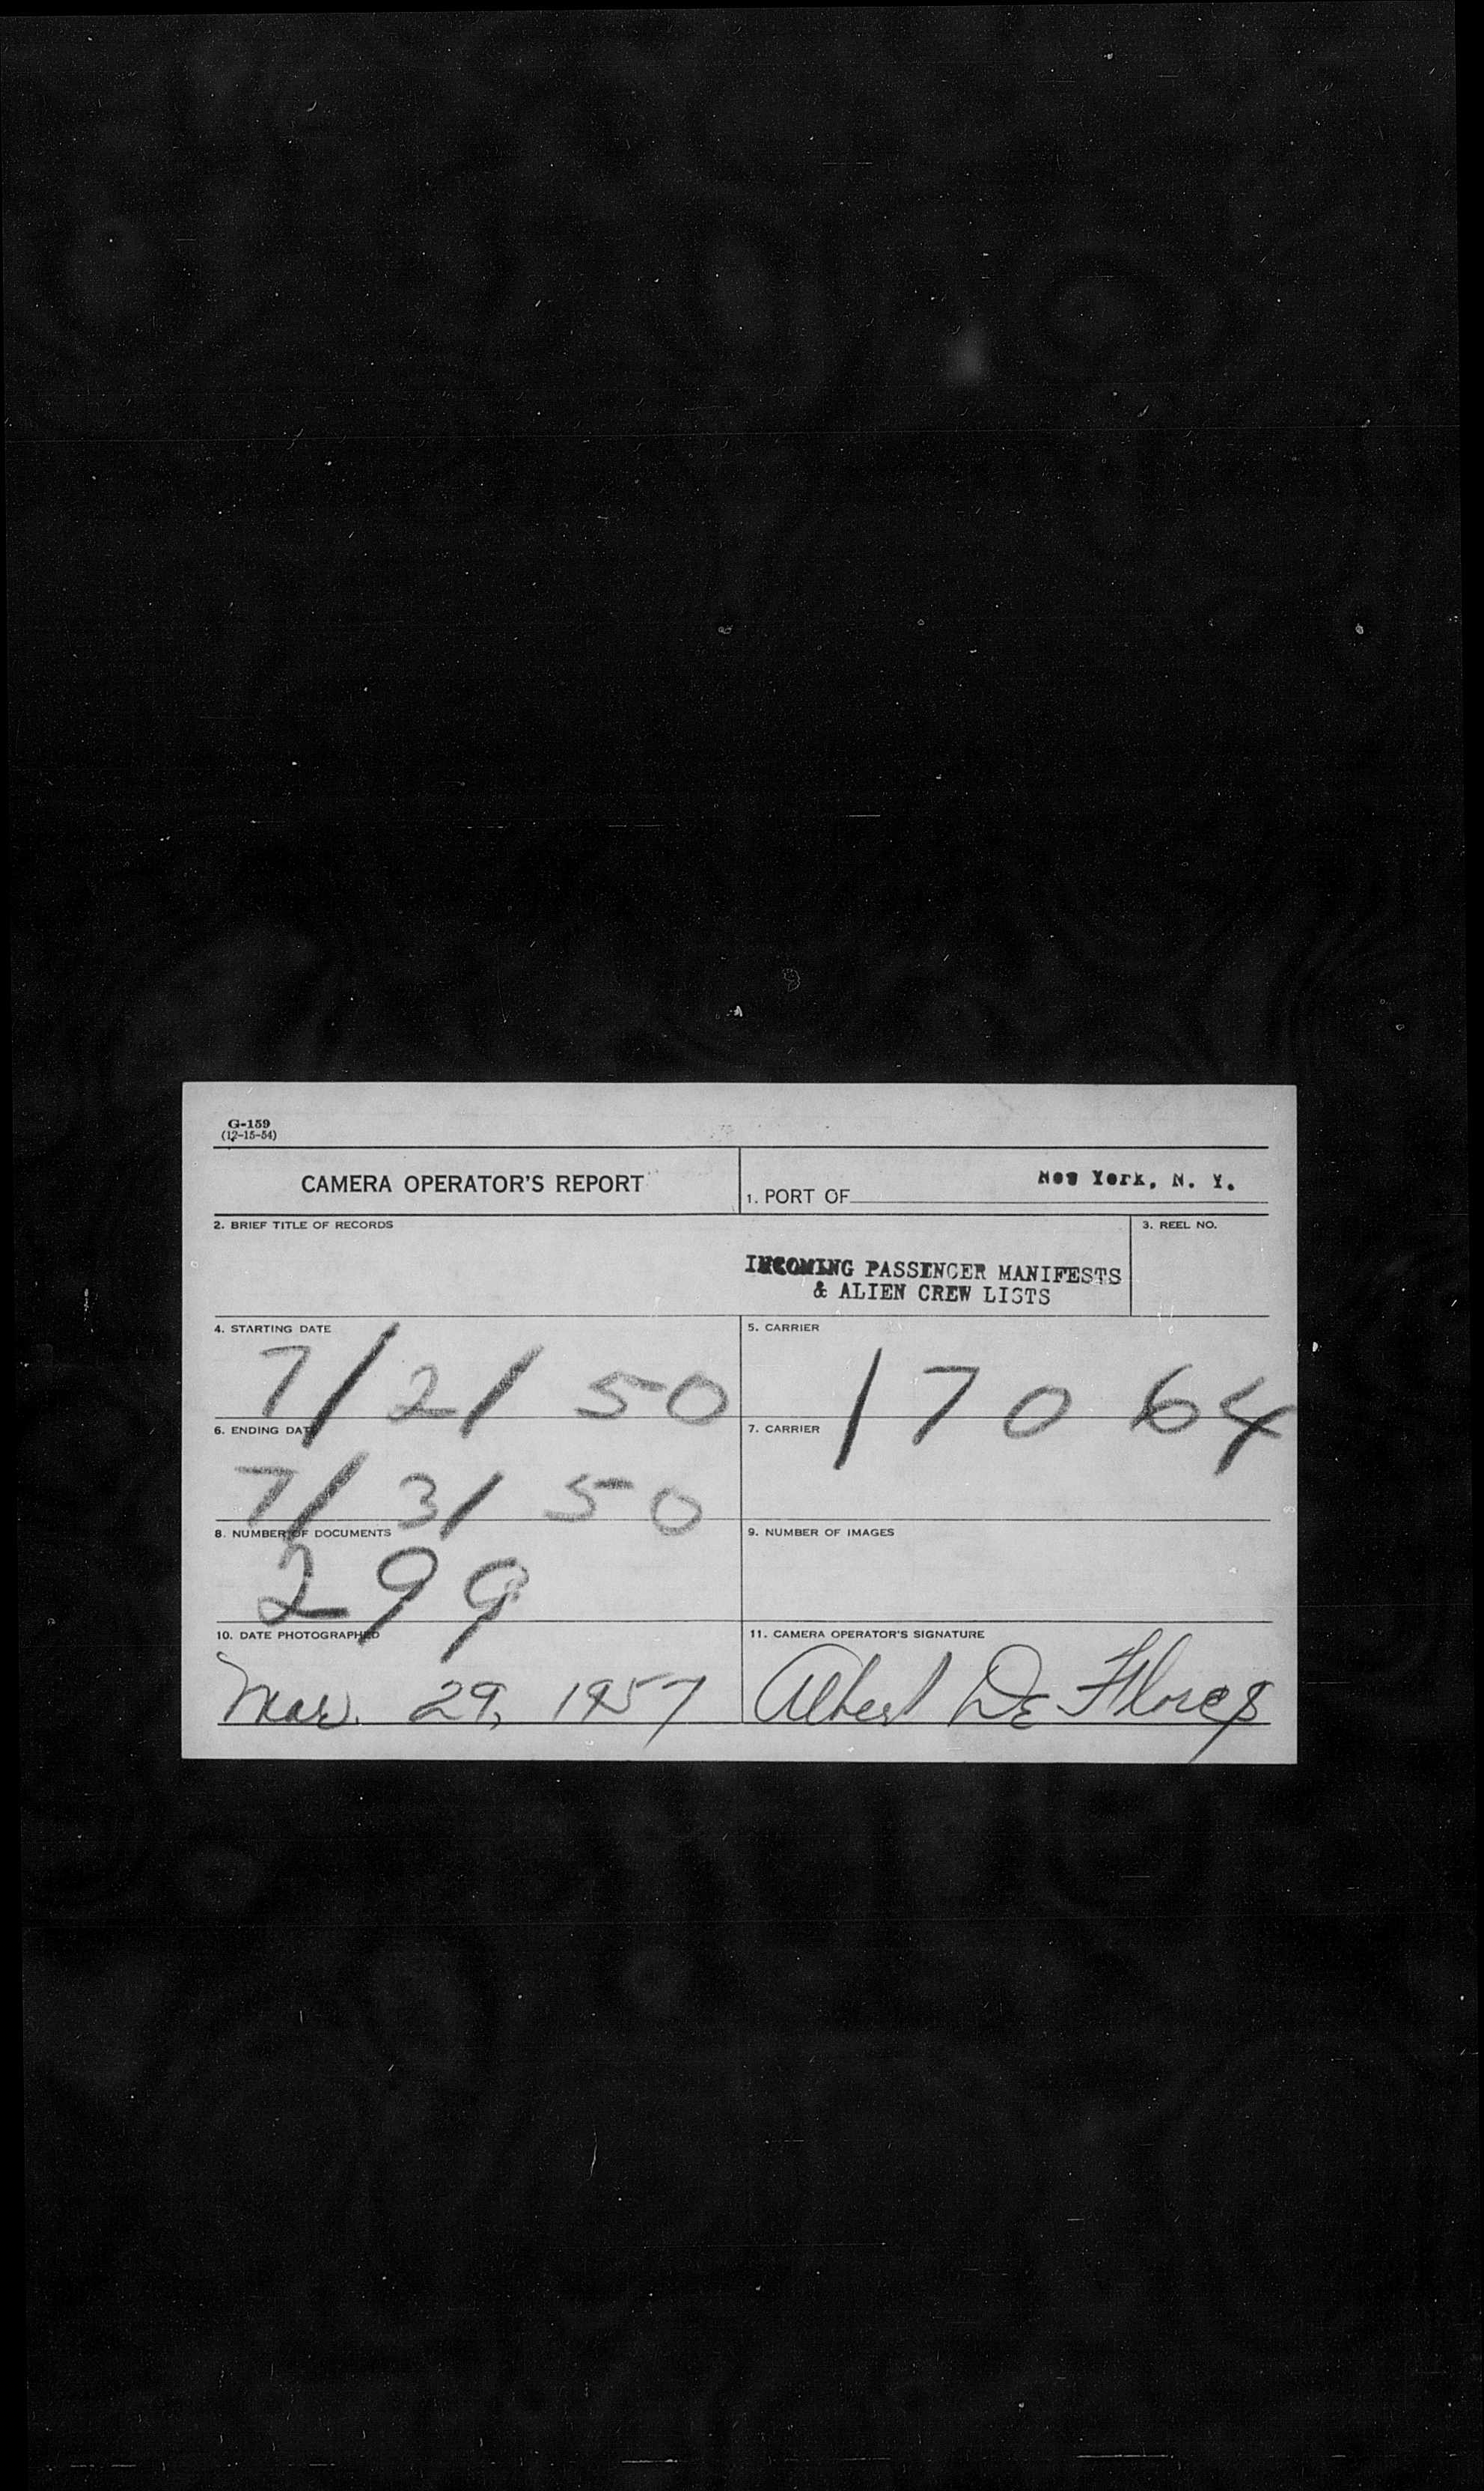 G-159
(12-15-54)
CAMERA OPERATOR'S REPORT
1. PORT OF New York, N. Y.
2. BRIEF TITLE OF RECORDS
INCOMING PASSENGER MANIFESTS
& ALIEN CREW LISTS
3. REEL NO.
4. STARTING DATE
7/2/50
5. CARRIER
17064
6. ENDING DATE
7/3/50
7. CARRIER
8. NUMBER OF DOCUMENTS
299
9. NUMBER OF IMAGES
10. DATE PHOTOGRAPHED
Mar. 29, 1957
11. CAMERA OPERATOR'S SIGNATURE
Albert De Flores